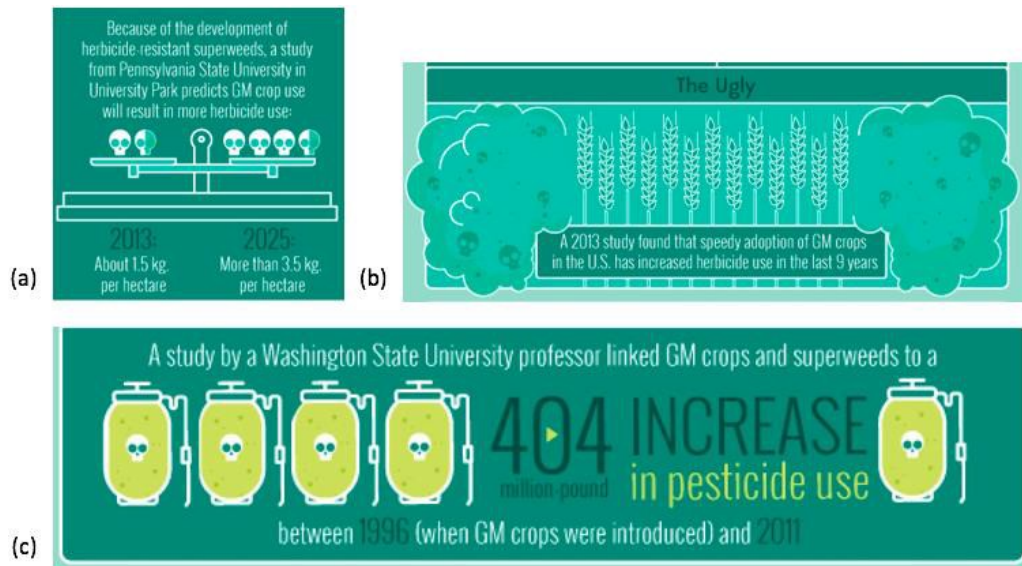 Because of the development of
herbicide-resistant superweeds, a study
from Pennsylvania State University in
University Park predicts GM crop use
will result in more herbicide use:
2013:
About 1.5 kg.
per hectare
2025:
More than 3.5 kg.
per hectare
(a)
The Ugly
A 2013 study found that speedy adoption of GM crops
in the U.S. has increased herbicide use in the last 9 years
(b)
A study by a Washington State University professor linked GM crops and superweeds to a
404
million-pound
INCREASE
in pesticide use
between 1996 (when GM crops were introduced) and 2011
(c)